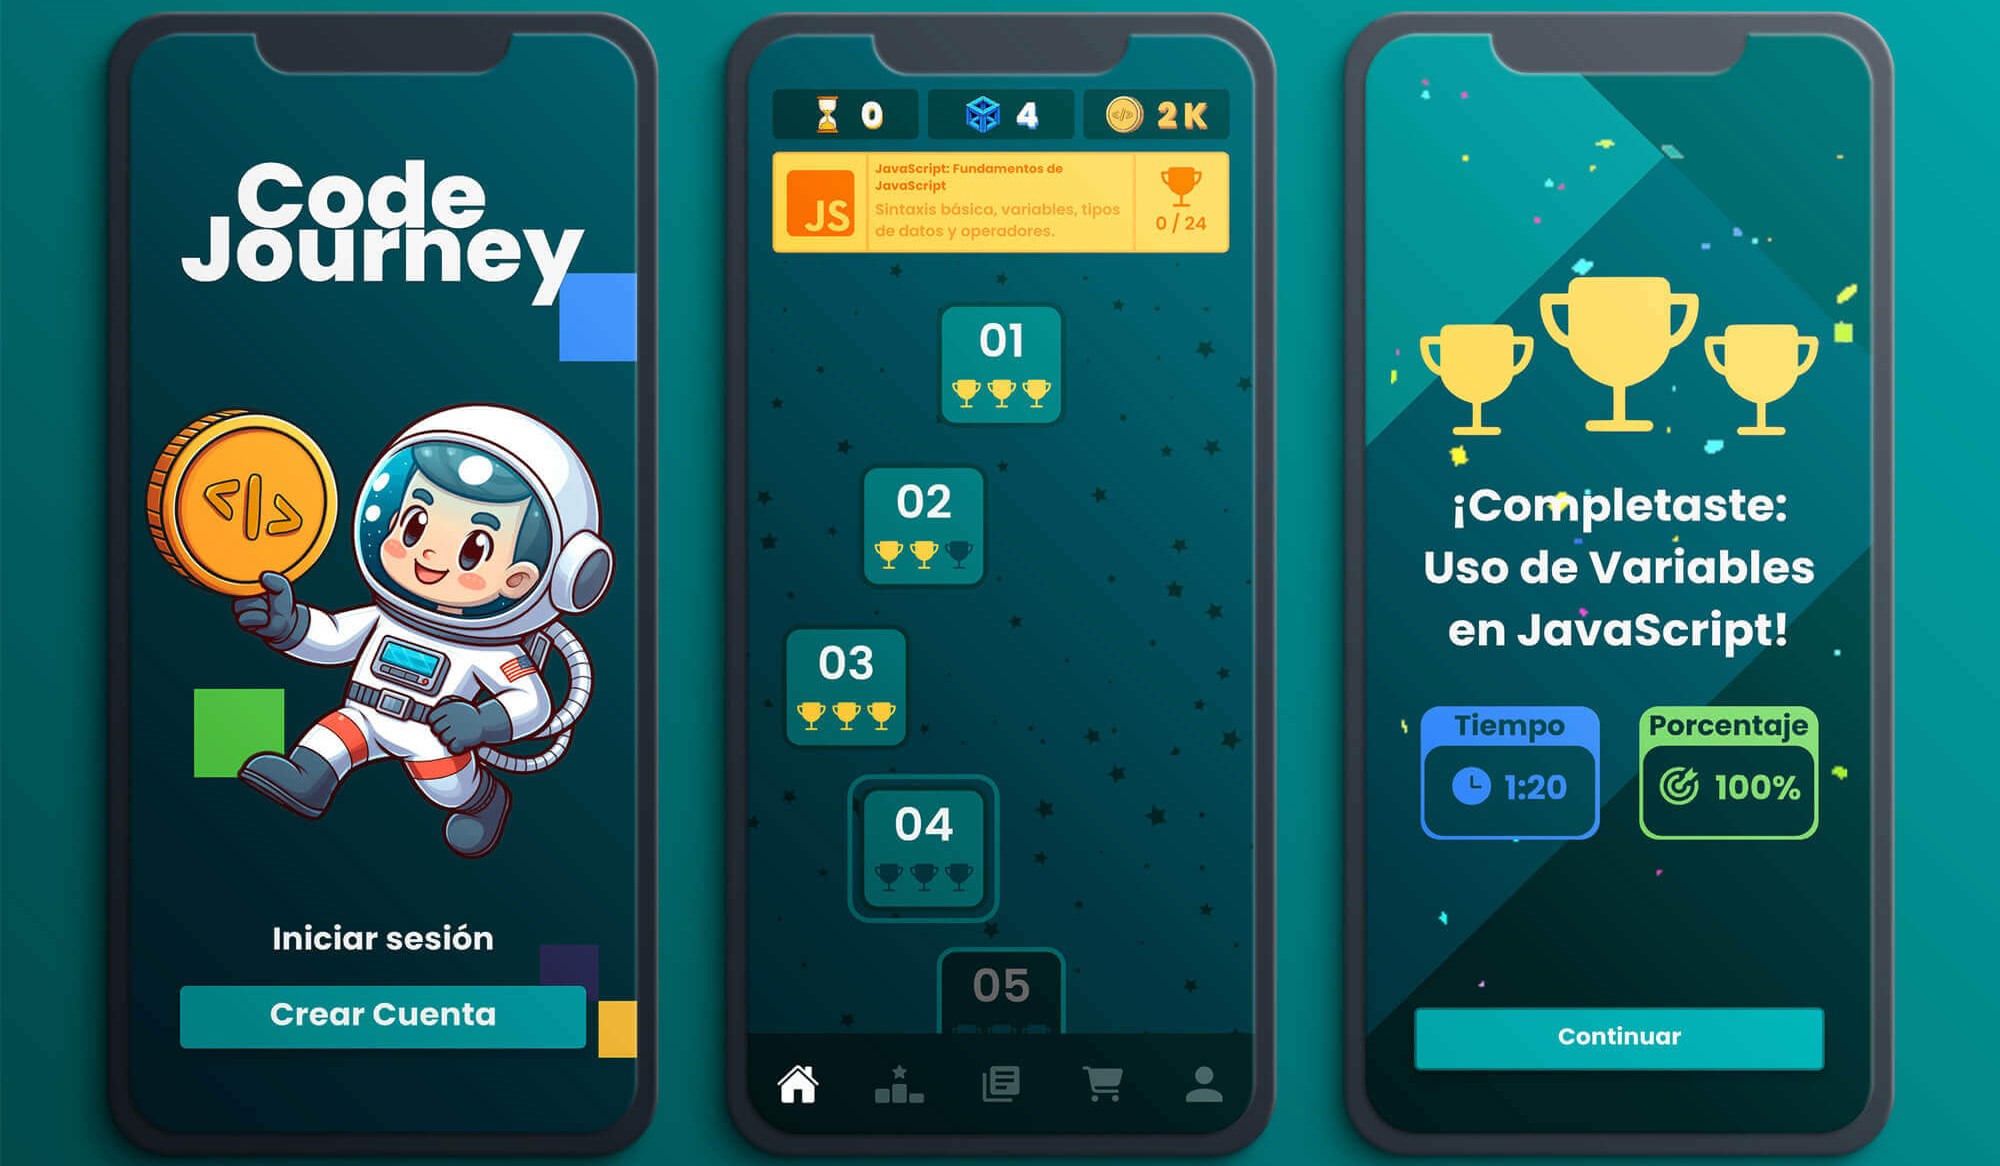 Code
Journey
</>
Iniciar sesión
Crear Cuenta
0
4
</>
2K
JS
JavaScript: Fundamentos de
JavaScript
Sintaxis básica, variables, tipos
de datos y operadores.
0 / 24
01
02
03
04
05
¡Completaste:
Uso de Variables
en JavaScript!
Tiempo
1:20
Porcentaje
100%
Continuar